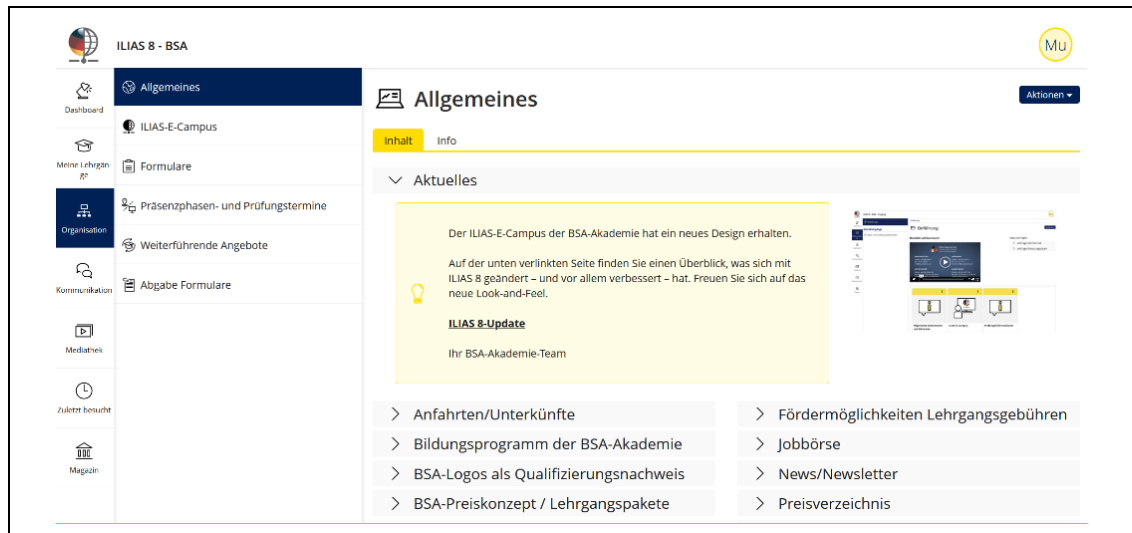 ILIAS 8 - BSA
Mu
Dashboard
Meine Lehrgän-
ge
Organisation
Kommunikation
Mediathek
Zuletzt besucht
Magazin
Allgemeines
ILIAS-E-Campus
Formulare
Präsenzphasen- und Prüfungstermine
Weiterführende Angebote
Abgabe Formulare
Allgemeines
Aktionen
Inhalt
Info
Aktuelles
Der ILIAS-E-Campus der BSA-Akademie hat ein neues Design erhalten.
Auf der unten verlinkten Seite finden Sie einen Überblick, was sich mit
ILIAS 8 geändert – und vor allem verbessert – hat. Freuen Sie sich auf das
neue Look-and-Feel.
ILIAS 8-Update
Ihr BSA-Akademie-Team
Einführung
Anfahrten/Unterkünfte
Bildungsprogramm der BSA-Akademie
BSA-Logos als Qualifizierungsnachweis
BSA-Preiskonzept / Lehrgangspakete
Fördermöglichkeiten Lehrgangsgebühren
Jobbörse
News/Newsletter
Preisverzeichnis